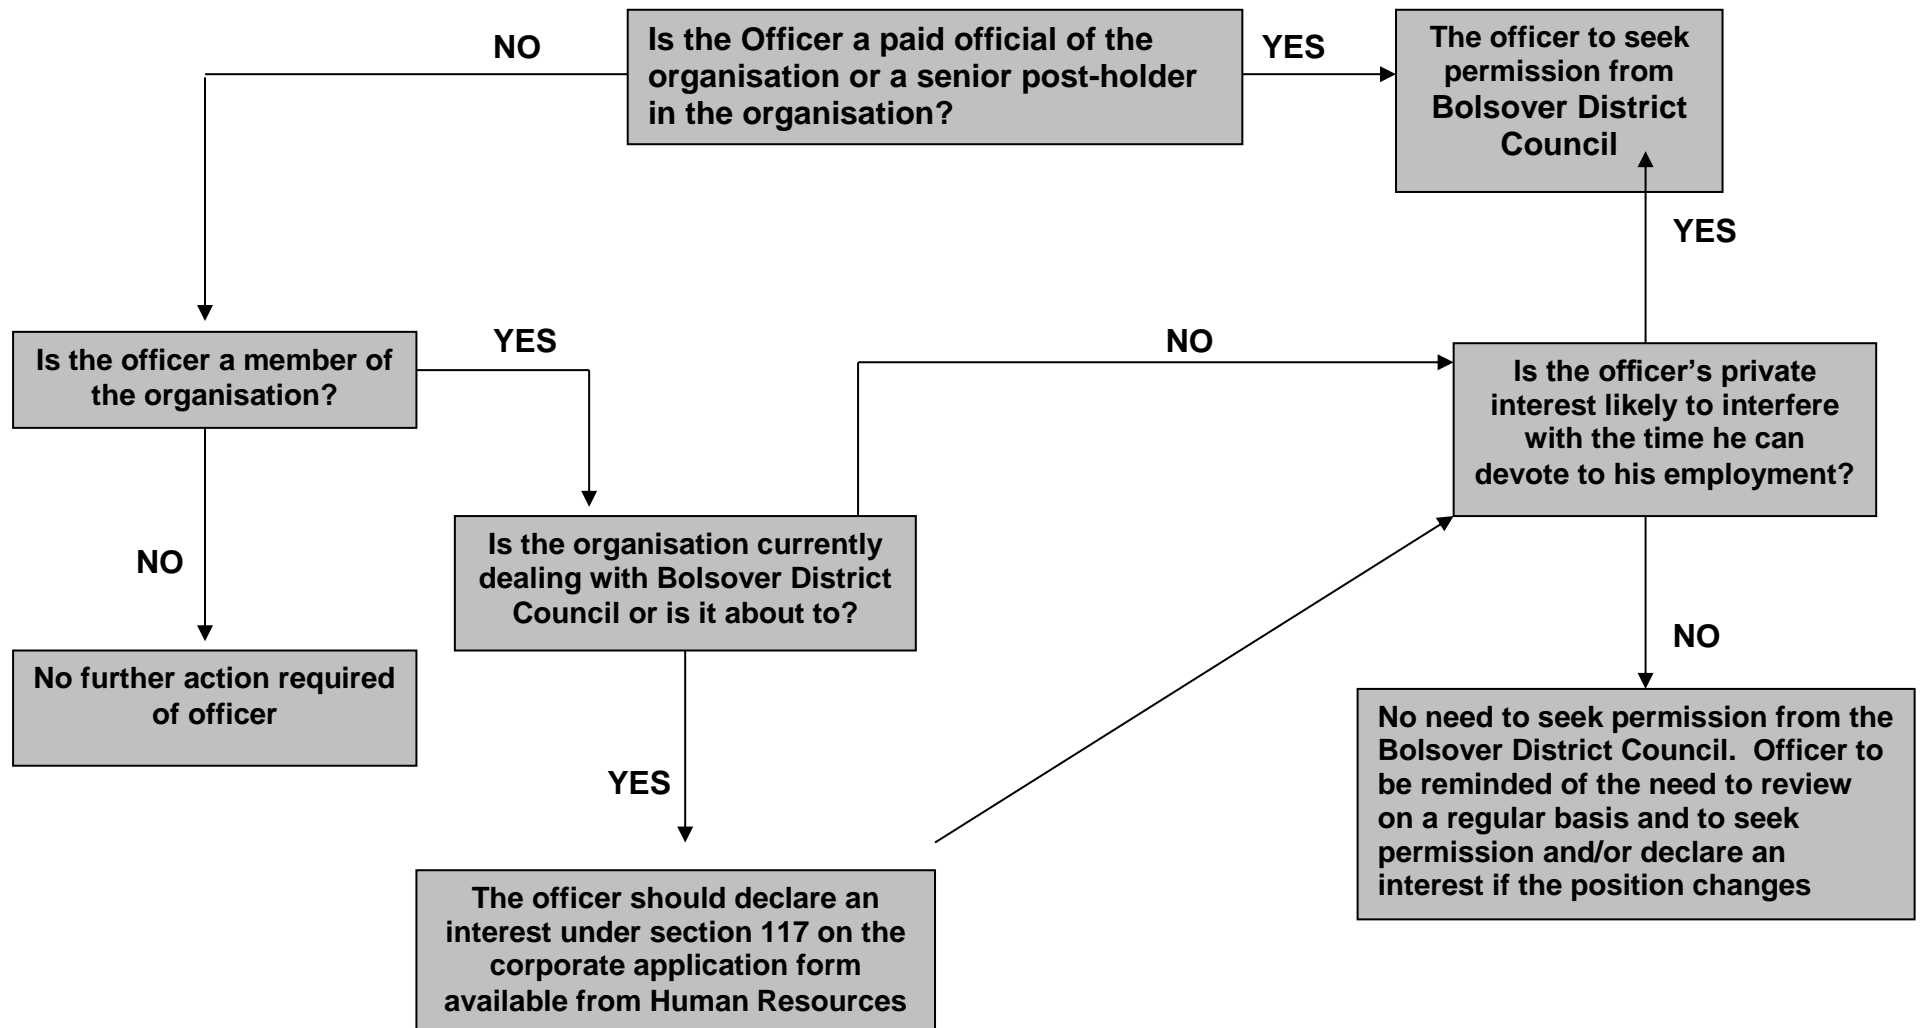 NO
Is the Officer a paid official of the
organisation or a senior post-holder
in the organisation?
YES
The officer to seek
permission from
Bolsover District
Council
YES
Is the officer a member of
the organisation?
YES
NO
Is the officer’s private
interest likely to interfere
with the time he can
devote to his employment?
NO
Is the organisation currently
dealing with Bolsover District
Council or is it about to?
NO
No further action required
of officer
YES
No need to seek permission from the
Bolsover District Council.  Officer to
be reminded of the need to review
on a regular basis and to seek
permission and/or declare an
interest if the position changes
The officer should declare an
interest under section 117 on the
corporate application form
available from Human Resources